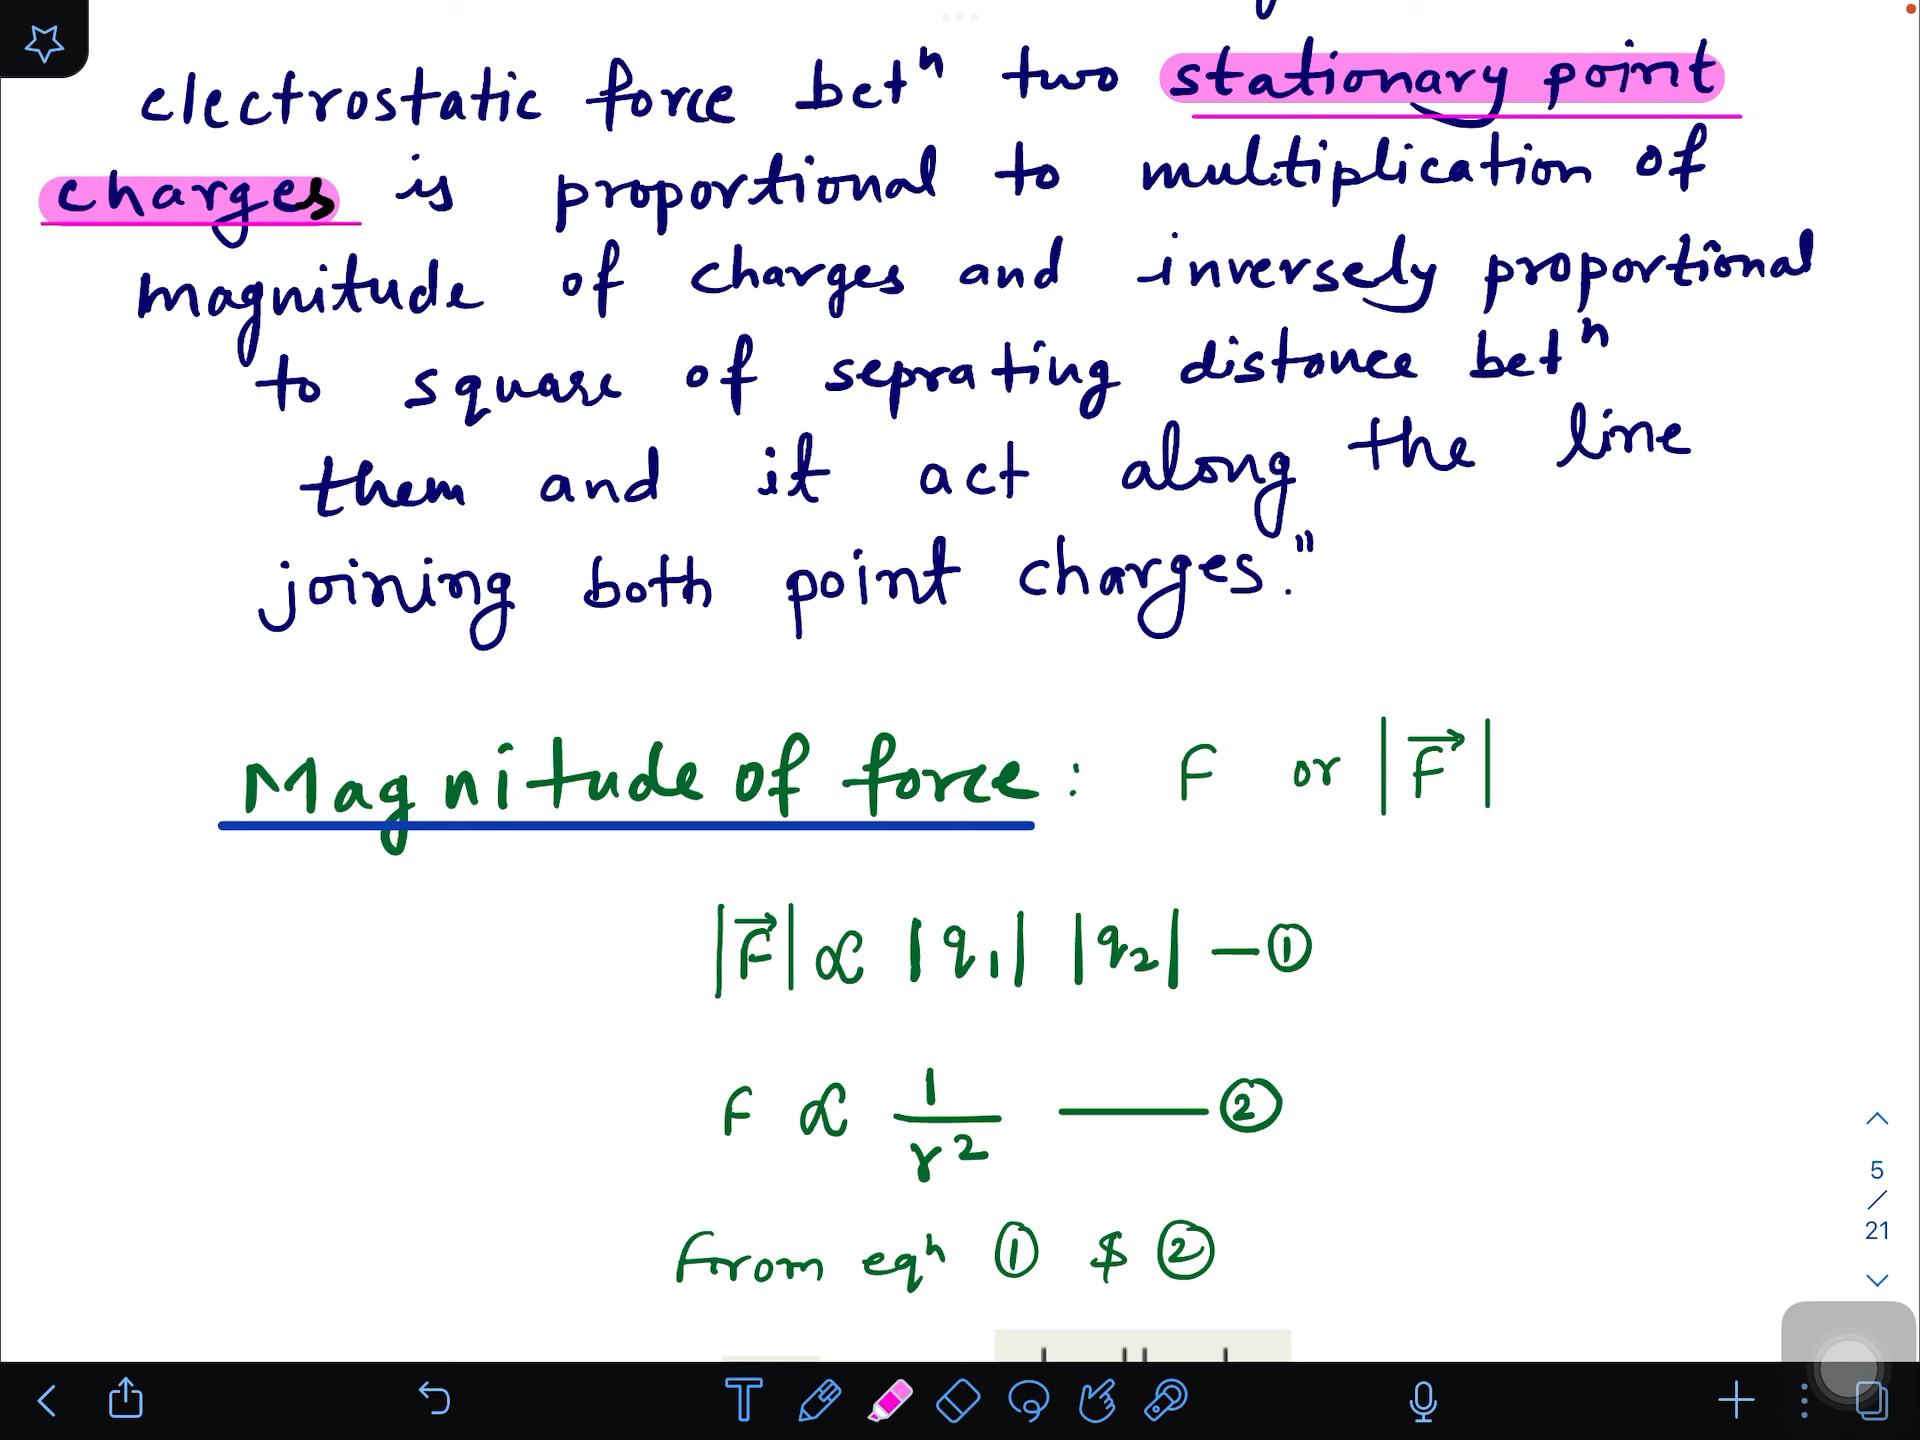 electrostatic force betⁿ two stationary point
charges is proportional to multiplication of
magnitude of charges and inversely proportional
to square of seprating distance betⁿ
them and it act along the line
joining both point charges."
Magnitude of force : F or |F⃗|
|F⃗| ∝ |q₁| |q₂| — ①
F ∝ 1/r² — ②
From eqⁿ ① $ ②
5
/
21
T